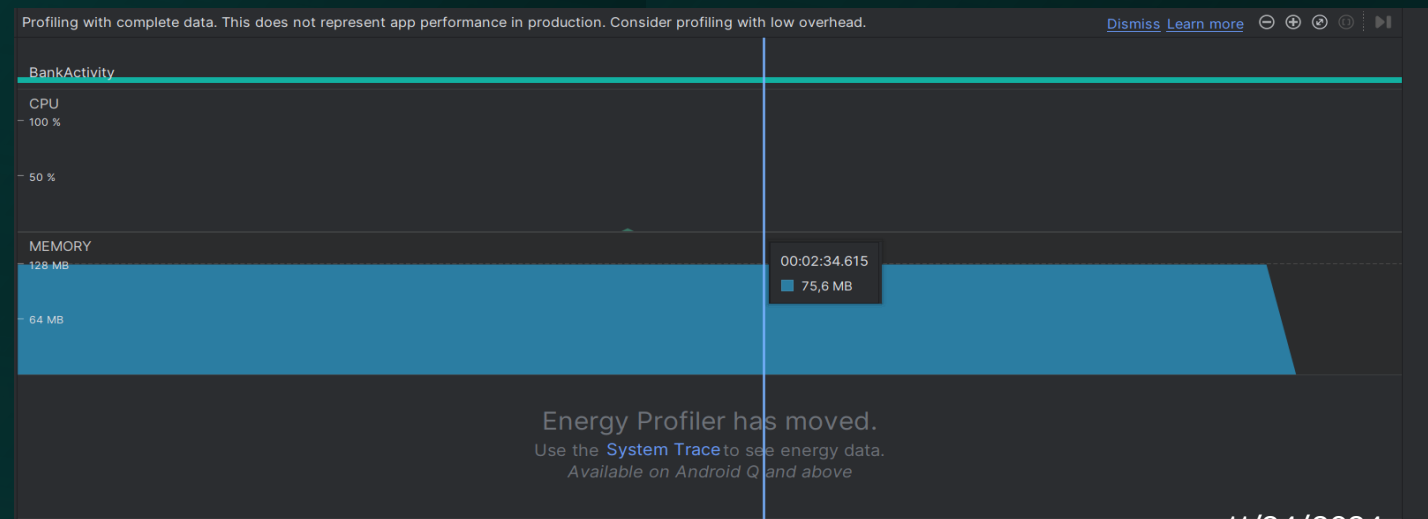 Profiling with complete data. This does not represent app performance in production. Consider profiling with low overhead. Dismiss Learn more
BankActivity
CPU
100 %
50 %
MEMORY
128 MB
00:02:34.615
75,6 MB
64 MB
Energy Profiler has moved.
Use the System Trace to see energy data.
Available on Android Q and above